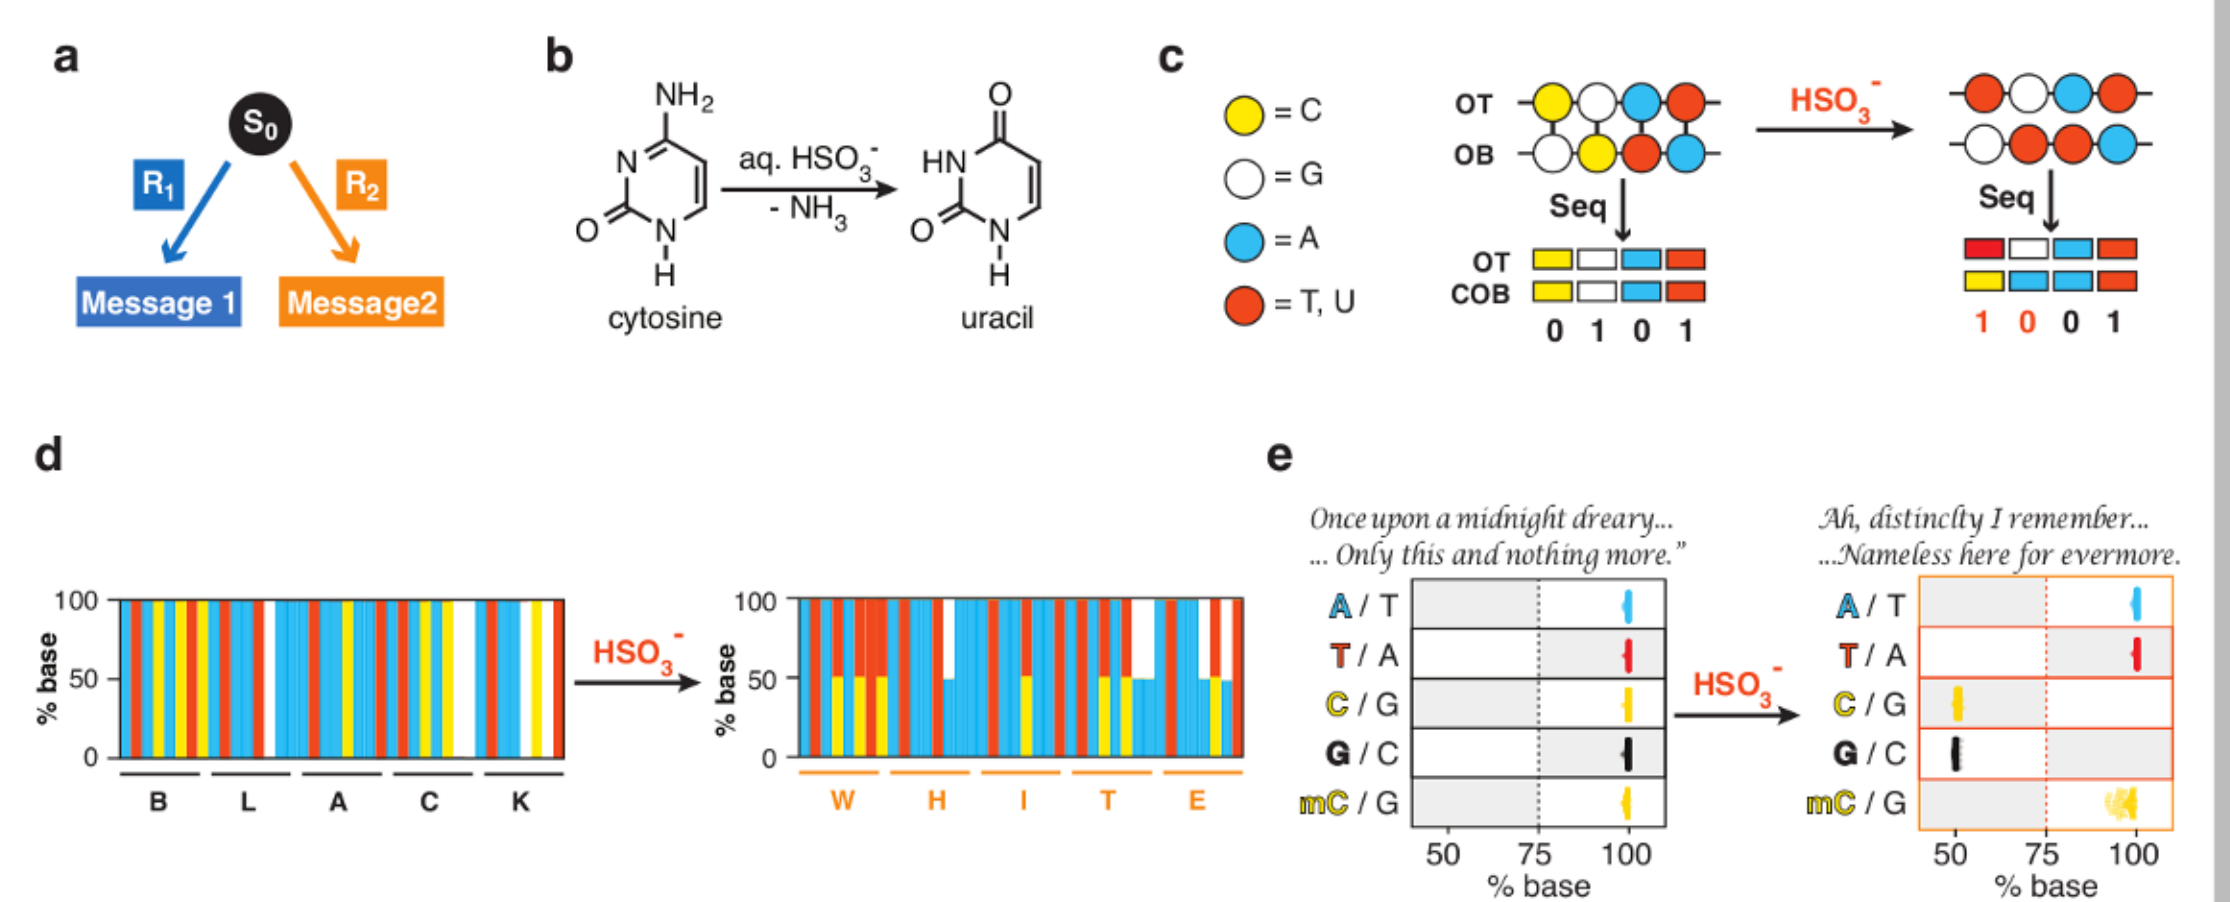 a
S0
R1
R2
Message 1
Message2
b
NH2
N
O
N
H
cytosine
aq. HSO3-
- NH3
O
HN
O
N
H
uracil
c
= C
= G
= A
= T, U
OT
OB
Seq
OT
COB
0 1 0 1
HSO3-
Seq
1 0 0 1
d
% base
100
50
0
B L A C K
HSO3-
% base
100
50
0
W H I T E
e
Once upon a midnight dreary...
... Only this and nothing more.”
A / T
T / A
C / G
G / C
mC / G
50 75 100
% base
HSO3-
Ah, distinclty I remember...
...Nameless here for evermore.
A / T
T / A
C / G
G / C
mC / G
50 75 100
% base